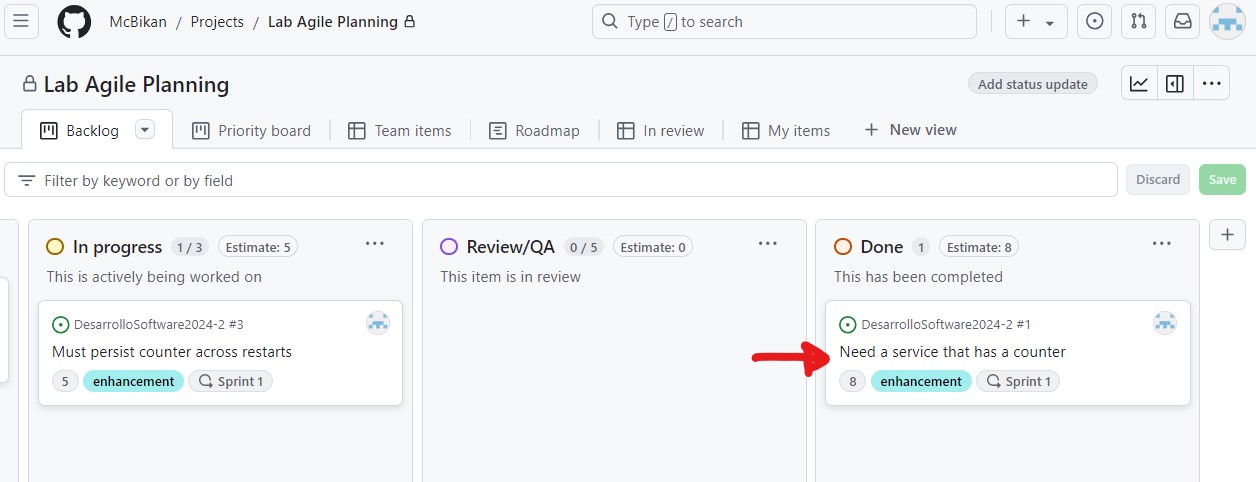 McBikan / Projects / Lab Agile Planning
Type / to search
Lab Agile Planning
Add status update
Backlog
Priority board
Team items
Roadmap
In review
My items
+ New view
Filter by keyword or by field
Discard
Save
In progress 1 / 3 Estimate: 5
This is actively being worked on
DesarrolloSoftware2024-2 #3
Must persist counter across restarts
5 enhancement Sprint 1
Review/QA 0 / 5 Estimate: 0
This item is in review
Done 1 Estimate: 8
This has been completed
DesarrolloSoftware2024-2 #1
Need a service that has a counter
8 enhancement Sprint 1